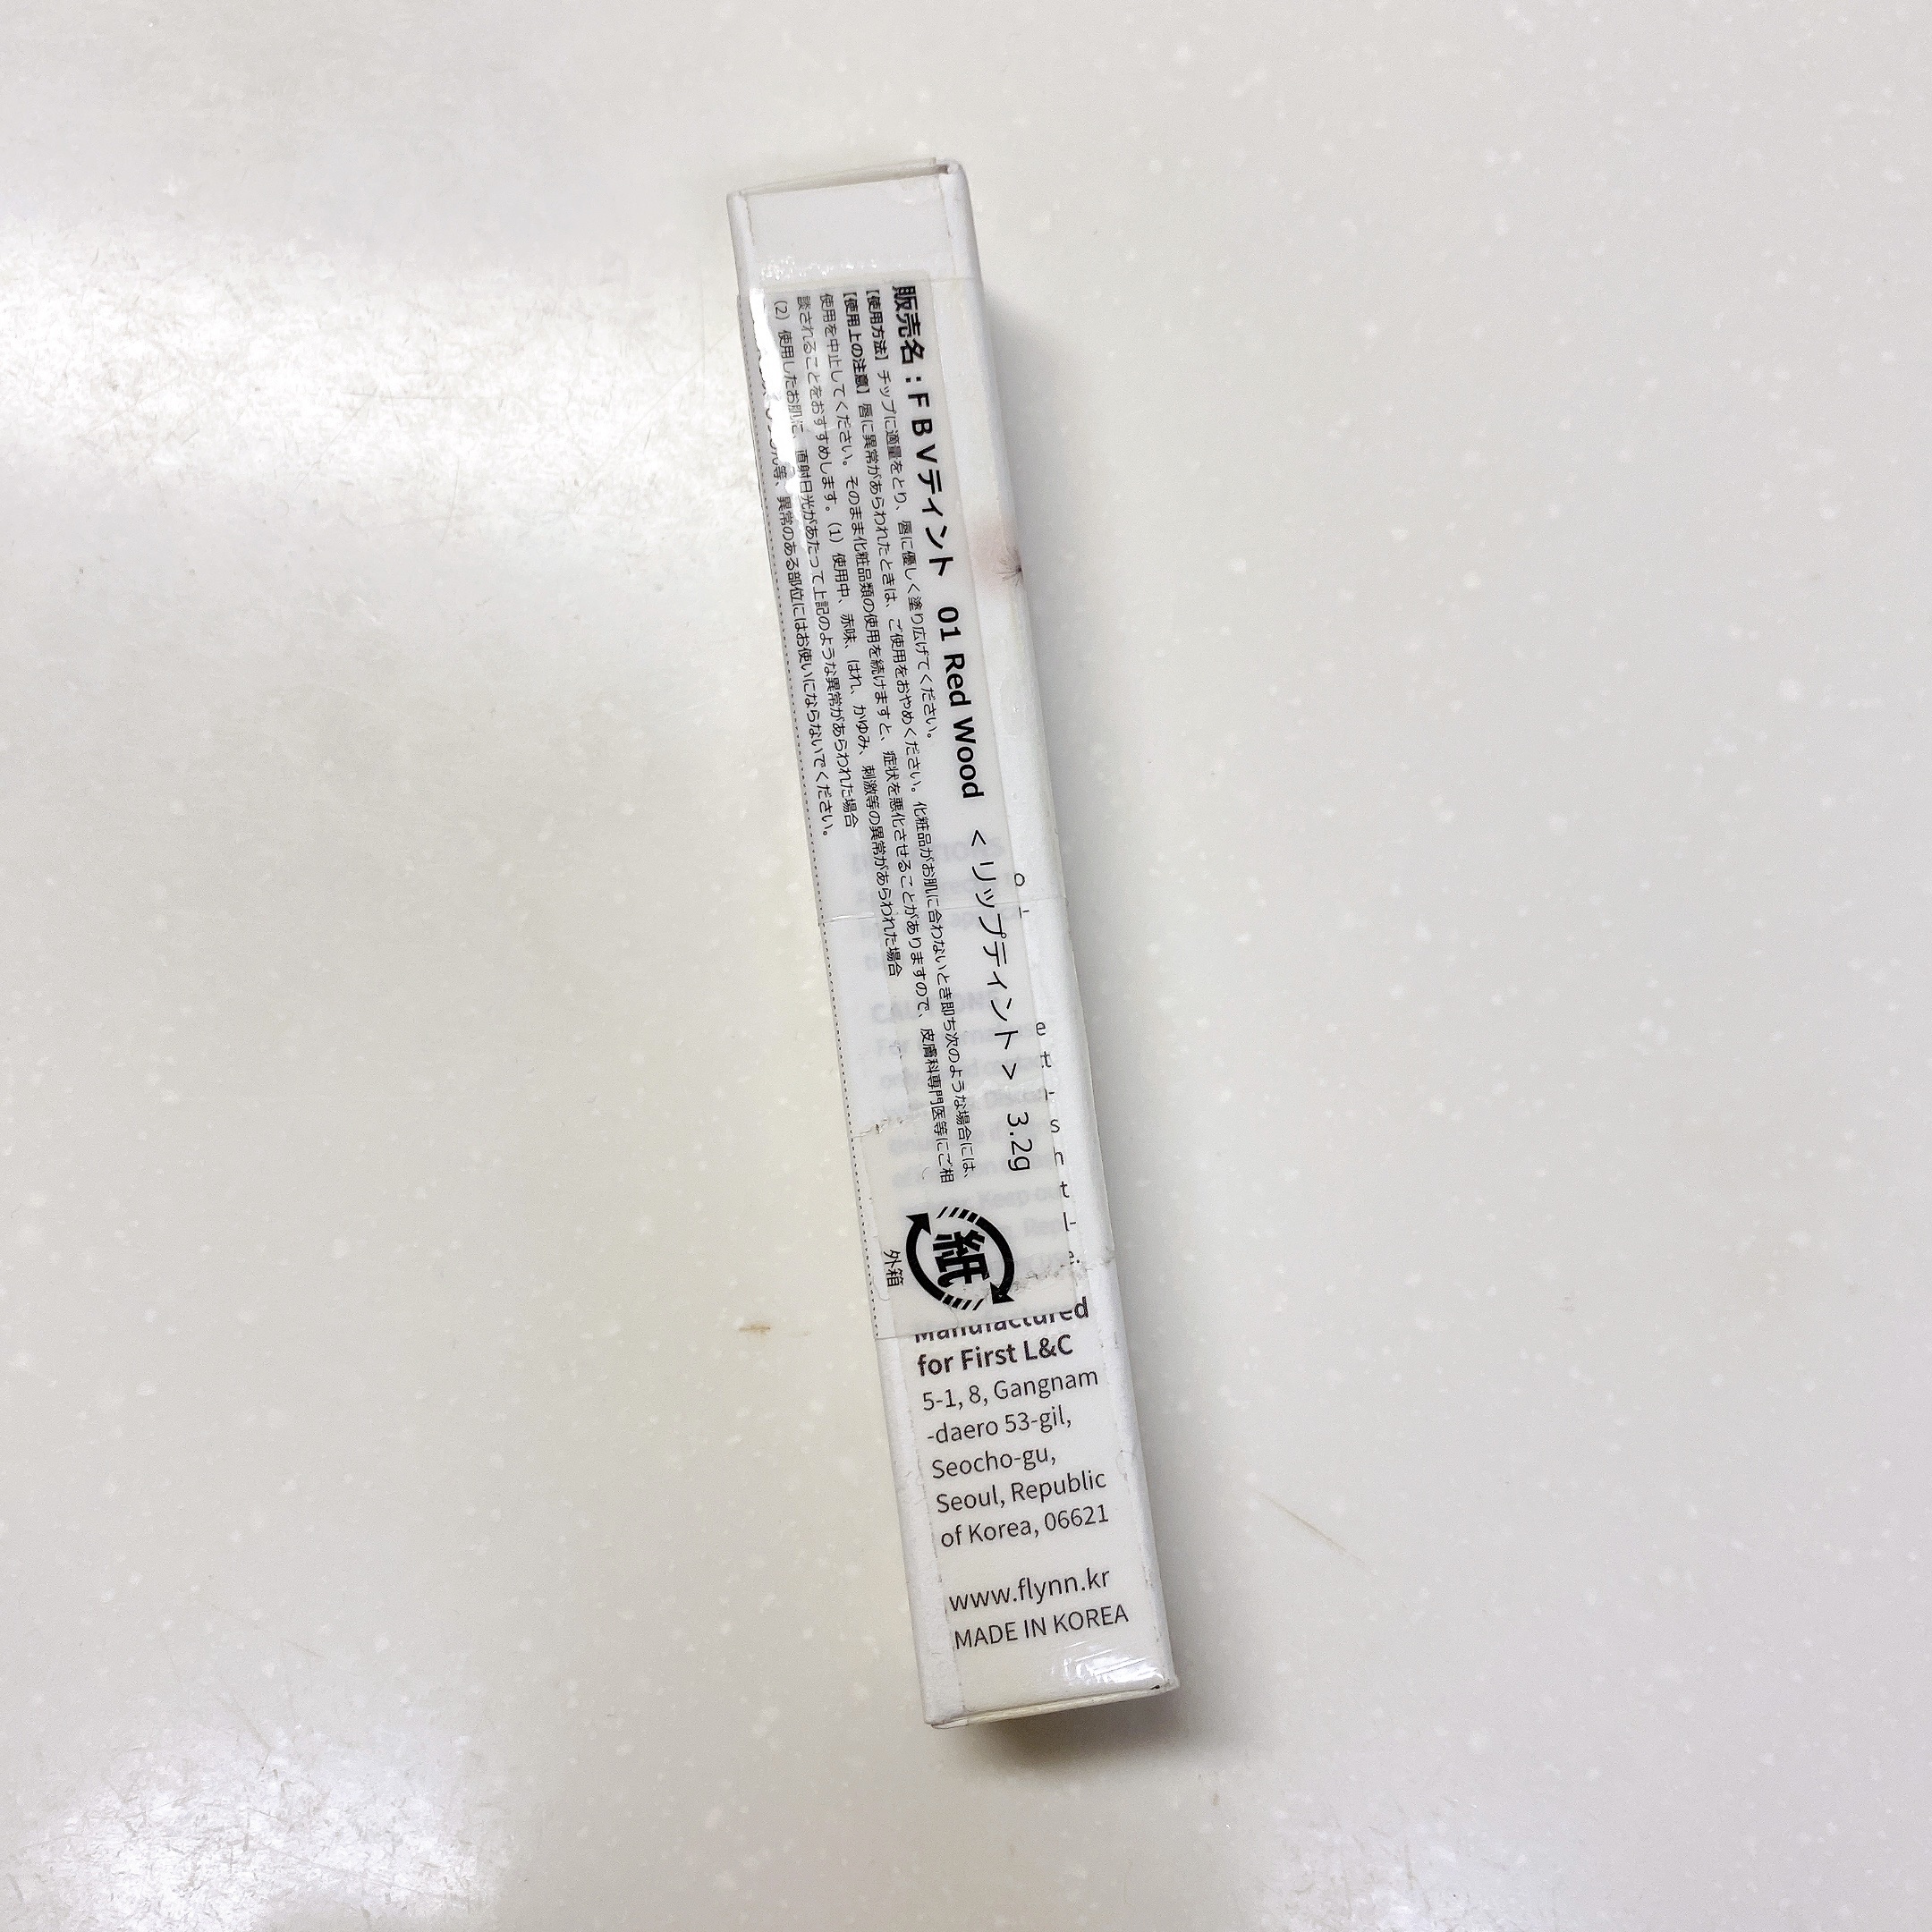 販売名：ＦＢＶティント　01 Red Wood　＜リップティント＞　3.2g
【使用方法】チップに適量をとり、唇に優しく塗り広げてください。
【使用上の注意】唇に異常があらわれたときは、ご使用をおやめください。化粧品がお肌に合わないとき即ち次のような場合には、
使用を中止してください。そのまま化粧品類の使用を続けますと、症状を悪化させることがありますので、皮膚科専門医等にご相
談されることをおすすめします。(1) 使用中、赤味、はれ、かゆみ、刺激等の異常があらわれた場合
(2) 使用したお肌に、直射日光があたって上記のような異常があらわれた場合
等、異常のある部位にはお使いにならないでください。
紙
外箱
Manufactured
for First L&C
5-1, 8, Gangnam
-daero 53-gil,
Seocho-gu,
Seoul, Republic
of Korea, 06621
www.flynn.kr
MADE IN KOREA